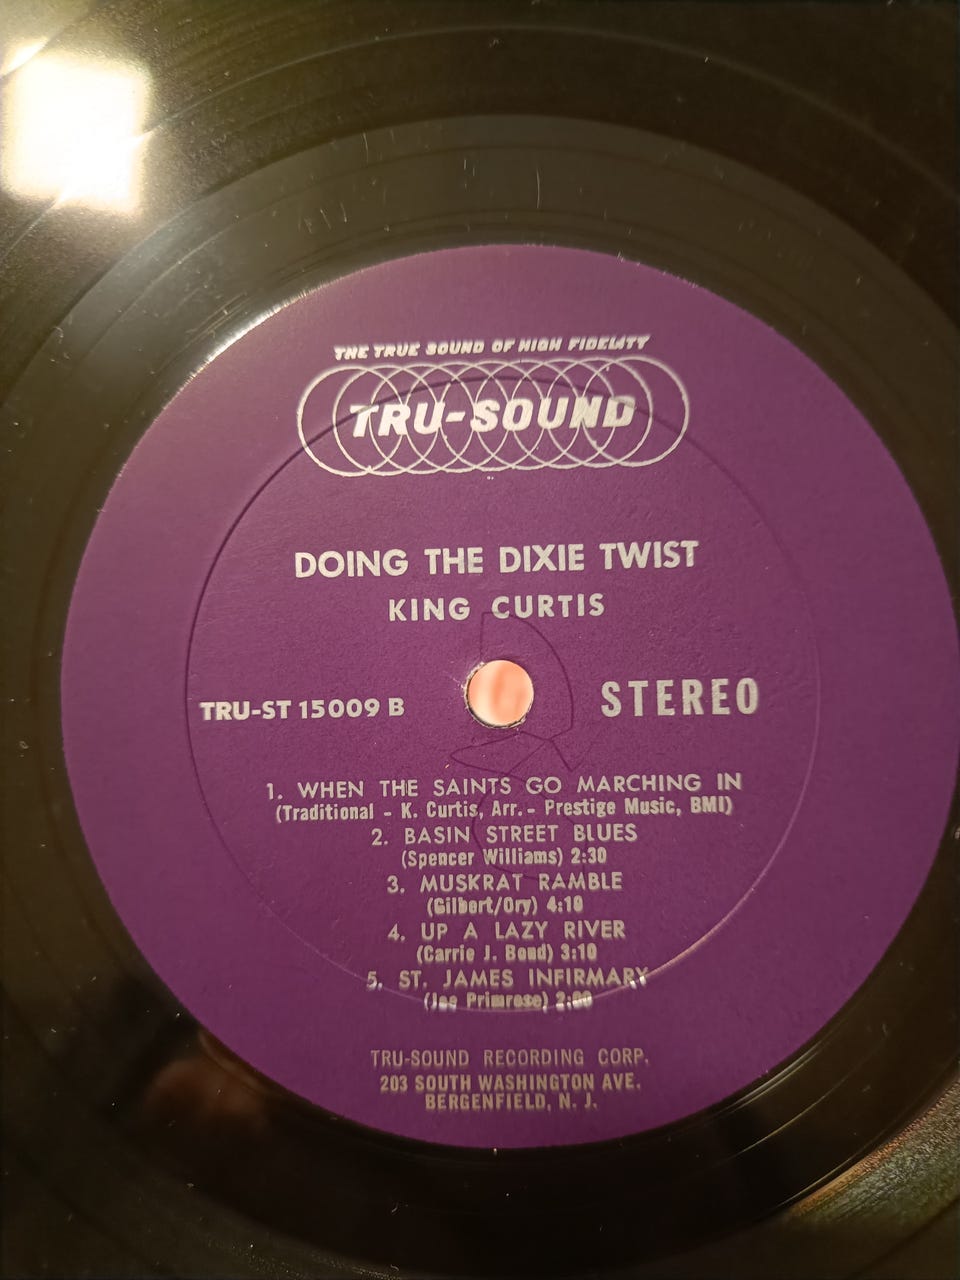 THE TRUE SOUND OF HIGH FIDELITY
TRU-SOUND
DOING THE DIXIE TWIST
KING CURTIS
TRU-ST 15009 B
STEREO
1. WHEN THE SAINTS GO MARCHING IN
(Traditional - K. Curtis, Arr. - Prestige Music, BMI)
2. BASIN STREET BLUES
(Spencer Williams) 2:30
3. MUSKRAT RAMBLE
(Gilbert/Ory) 4:10
4. UP A LAZY RIVER
(Carrie J. Bond) 3:10
5. ST. JAMES INFIRMARY
(Joe Primrose)
TRU-SOUND RECORDING CORP.
203 SOUTH WASHINGTON AVE.
BERGENFIELD, N. J.